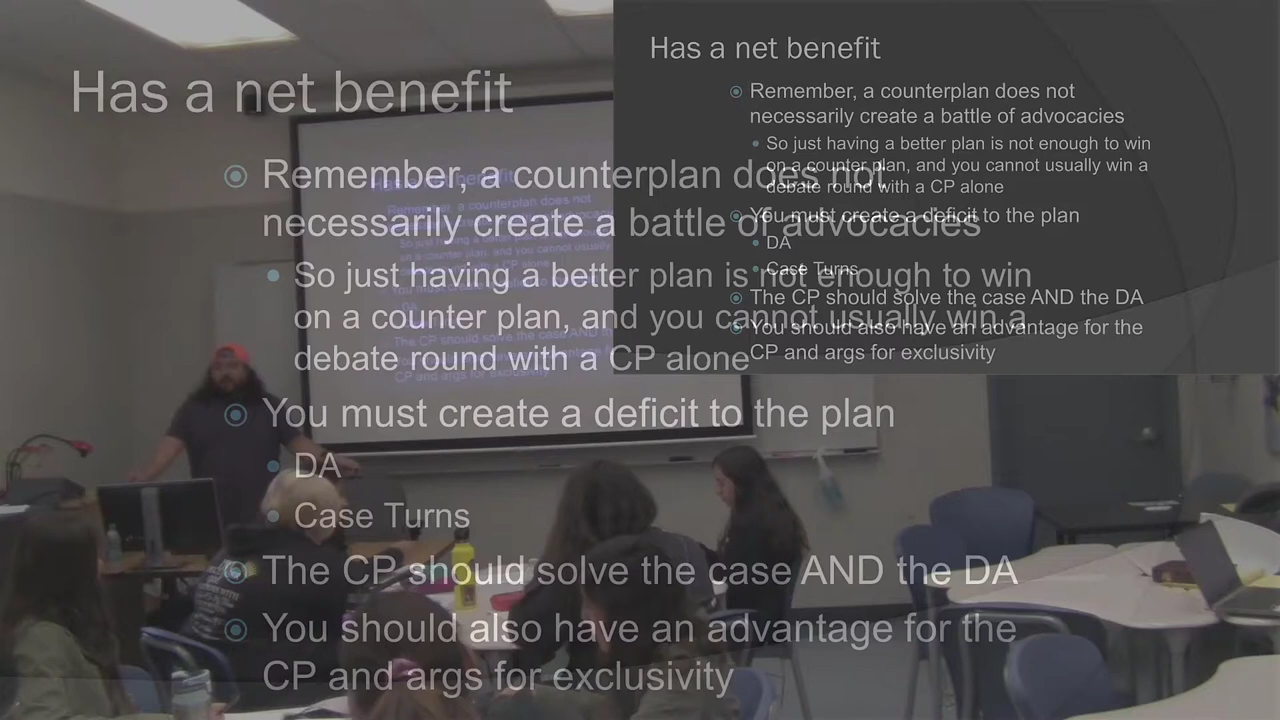 Has a net benefit
Remember, a counterplan does not
necessarily create a battle of advocacies
So just having a better plan is not enough to win
on a counter plan, and you cannot usually win a
debate round with a CP alone
You must create a deficit to the plan
DA
Case Turns
The CP should solve the case AND the DA
You should also have an advantage for the
CP and args for exclusivity
Has a net benefit
Remember, a counterplan does not
necessarily create a battle of advocacies
So just having a better plan is not enough to win
on a counter plan, and you cannot usually win a
debate round with a CP alone
You must create a deficit to the plan
DA
Case Turns
The CP should solve the case AND the DA
You should also have an advantage for the
CP and args for exclusivity